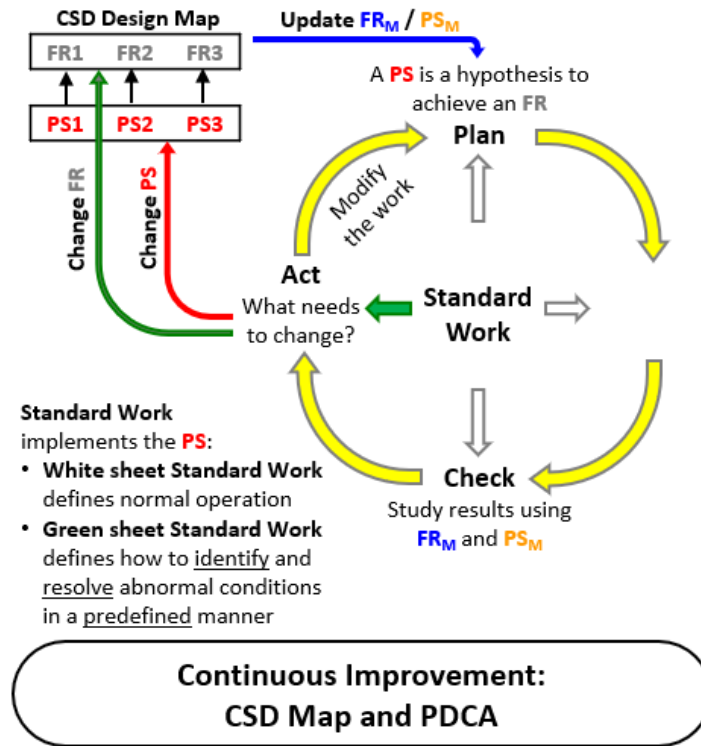 CSD Design Map
FR1 FR2 FR3
PS1 PS2 PS3
Change FR
Change PS
Update FRM / PSM
A PS is a hypothesis to
achieve an FR
Plan
Modify
the work
Act
What needs
to change?
Standard
Work
Check
Study results using
FRM and PSM
Standard Work
implements the PS:
• White sheet Standard Work
defines normal operation
• Green sheet Standard Work
defines how to identify and
resolve abnormal conditions
in a predefined manner
Continuous Improvement:
CSD Map and PDCA